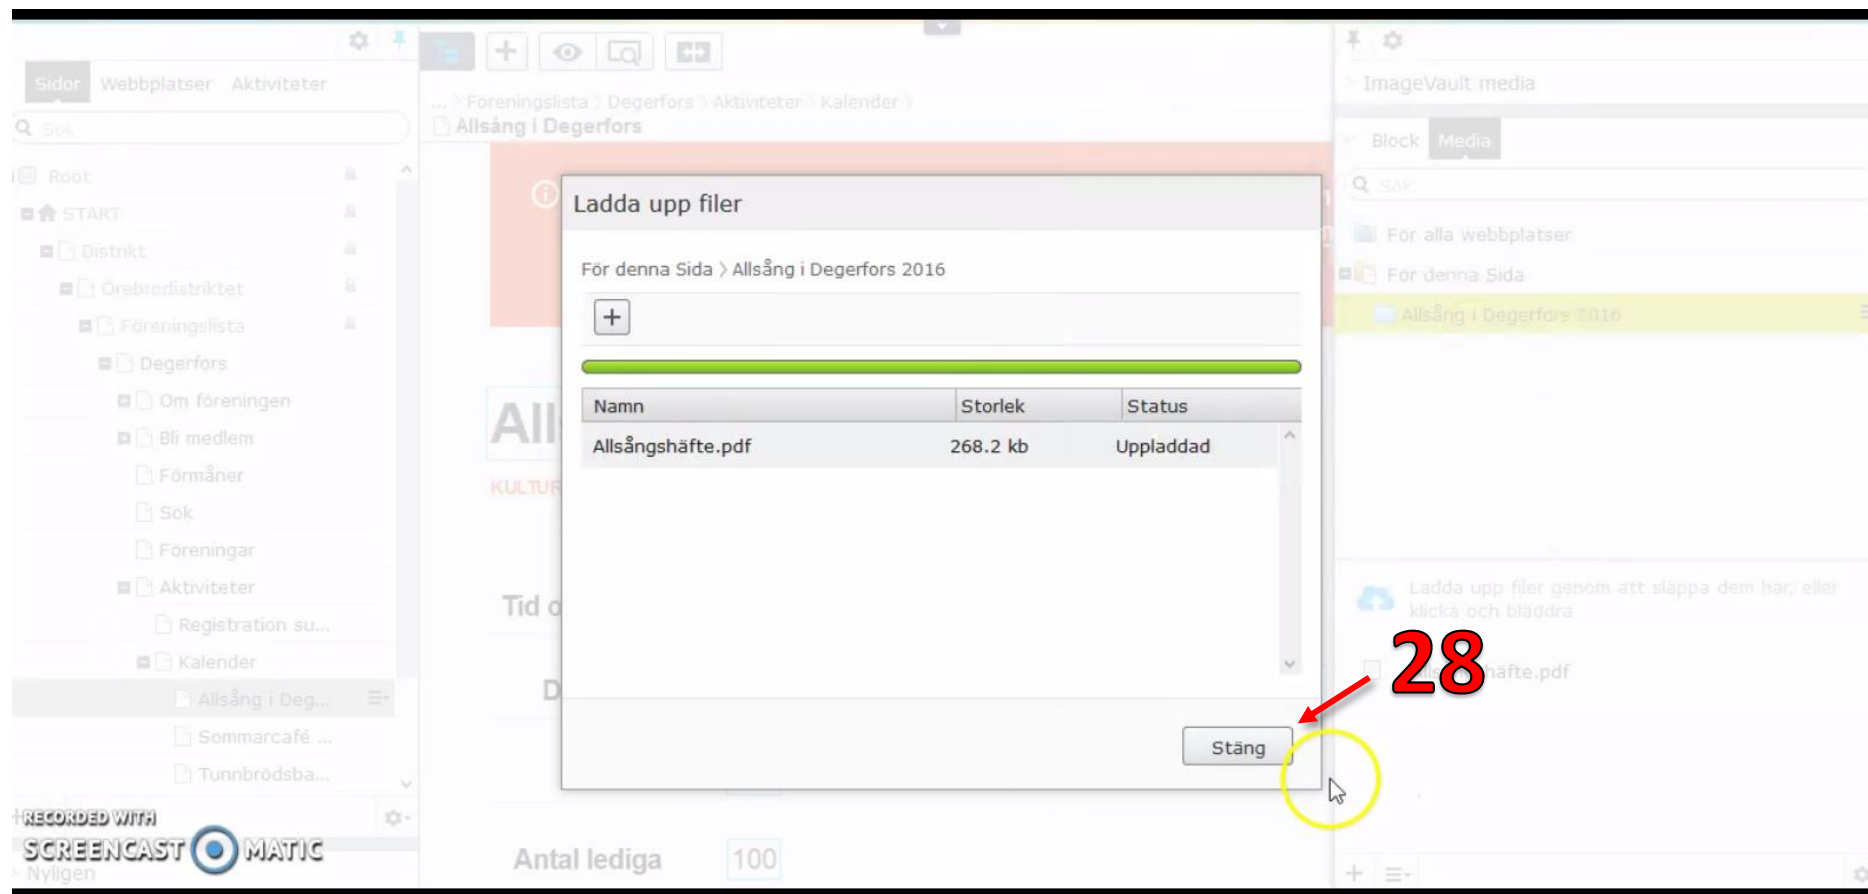 Sidor Webbplatser Aktiviteter
Sök
Root
START
Distrikt
Örebrodistriktet
Föreningslista
Degerfors
Om föreningen
Bli medlem
Förmåner
Sök
Föreningar
Aktiviteter
Registration su...
Kalender
Allsång i Deg...
Sommarcafé ...
Tunnbrödsba...
RECORDED WITH
SCREENCAST MATIC
Nyligen
... > Föreningslista > Degerfors > Aktiviteter > Kalender >
Allsång i Degerfors
All
KULTUR
Tid o
D
Antal lediga 100
Ladda upp filer
För denna Sida > Allsång i Degerfors 2016
+
Namn Storlek Status
Allsångshäfte.pdf 268.2 kb Uppladdad
Stäng
28
ImageVault media
Block Media
Sök
För alla webbplatser
För denna Sida
Allsång i Degerfors 2016
Ladda upp filer genom att släppa dem här, eller
klicka och bläddra
häfte.pdf